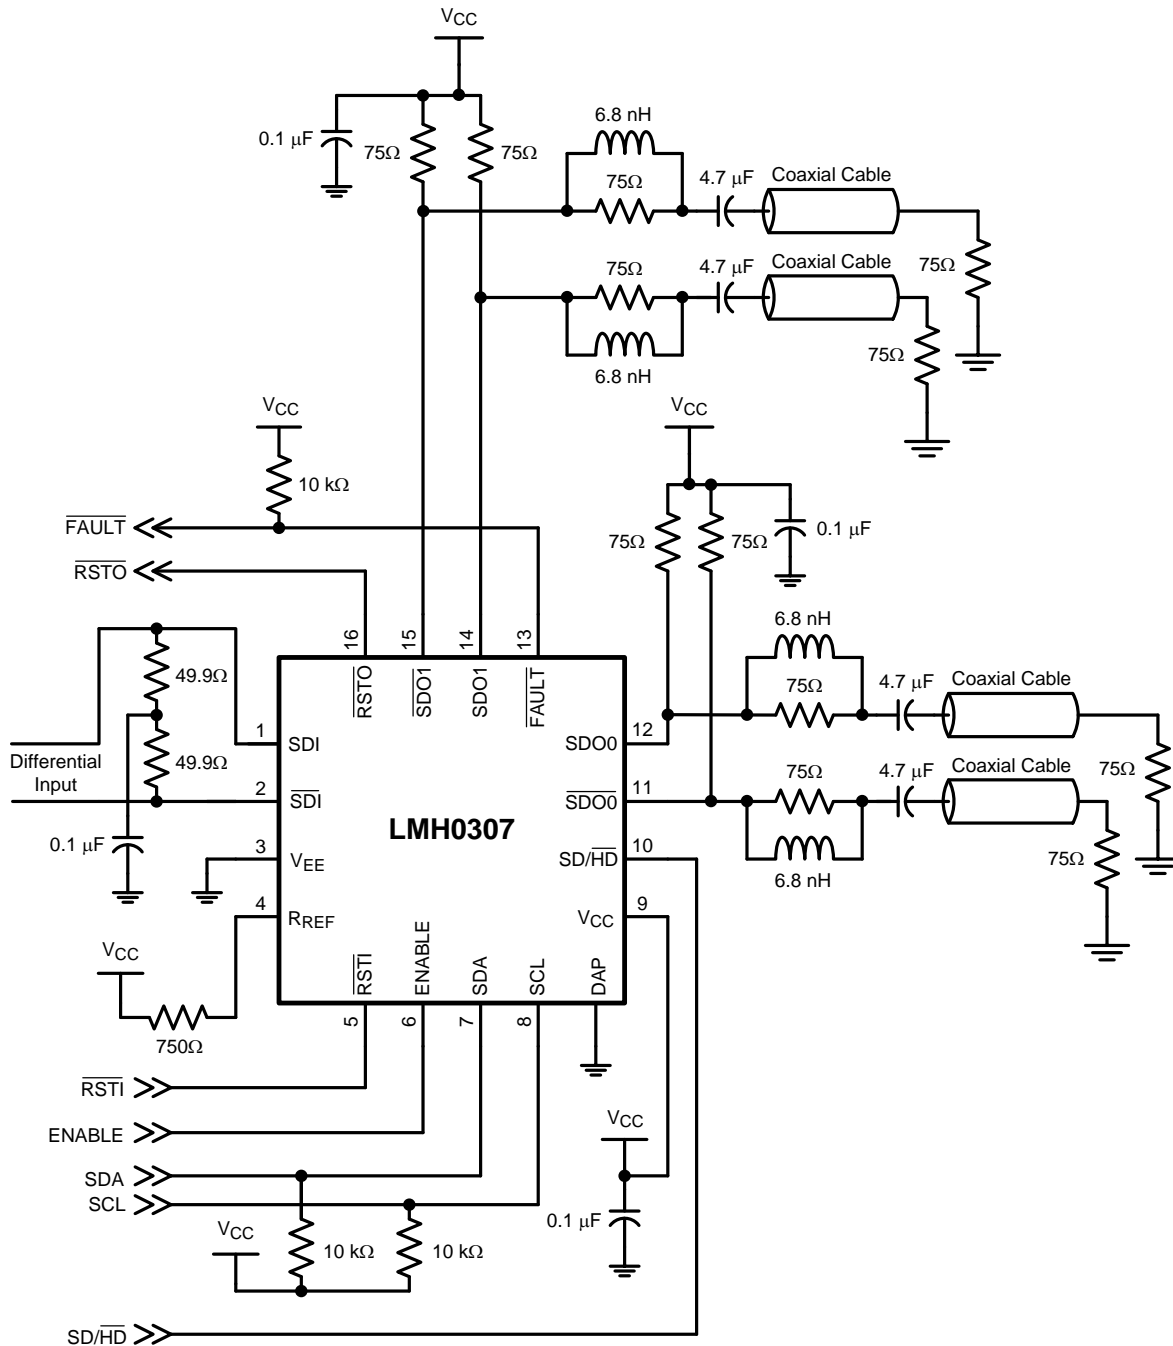 VCC
0.1 µF
75Ω
75Ω
6.8 nH
75Ω
4.7 µF
Coaxial Cable
75Ω
75Ω
4.7 µF
Coaxial Cable
6.8 nH
75Ω
VCC
10 kΩ
FAULT
RSTO
VCC
75Ω
75Ω
0.1 µF
16
15
14
13
RSTO
SDO1
SDO1
FAULT
49.9Ω
49.9Ω
Differential
Input
0.1 µF
1
SDI
2
SDI
3
VEE
4
RREF
LMH0307
12
SDO0
11
SDO0
10
SD/HD
9
VCC
6.8 nH
75Ω
4.7 µF
Coaxial Cable
75Ω
75Ω
4.7 µF
Coaxial Cable
6.8 nH
75Ω
VCC
750Ω
RSTI
ENABLE
SDA
SCL
DAP
5
6
7
8
RSTI
ENABLE
SDA
SCL
VCC
10 kΩ
10 kΩ
VCC
0.1 µF
SD/HD